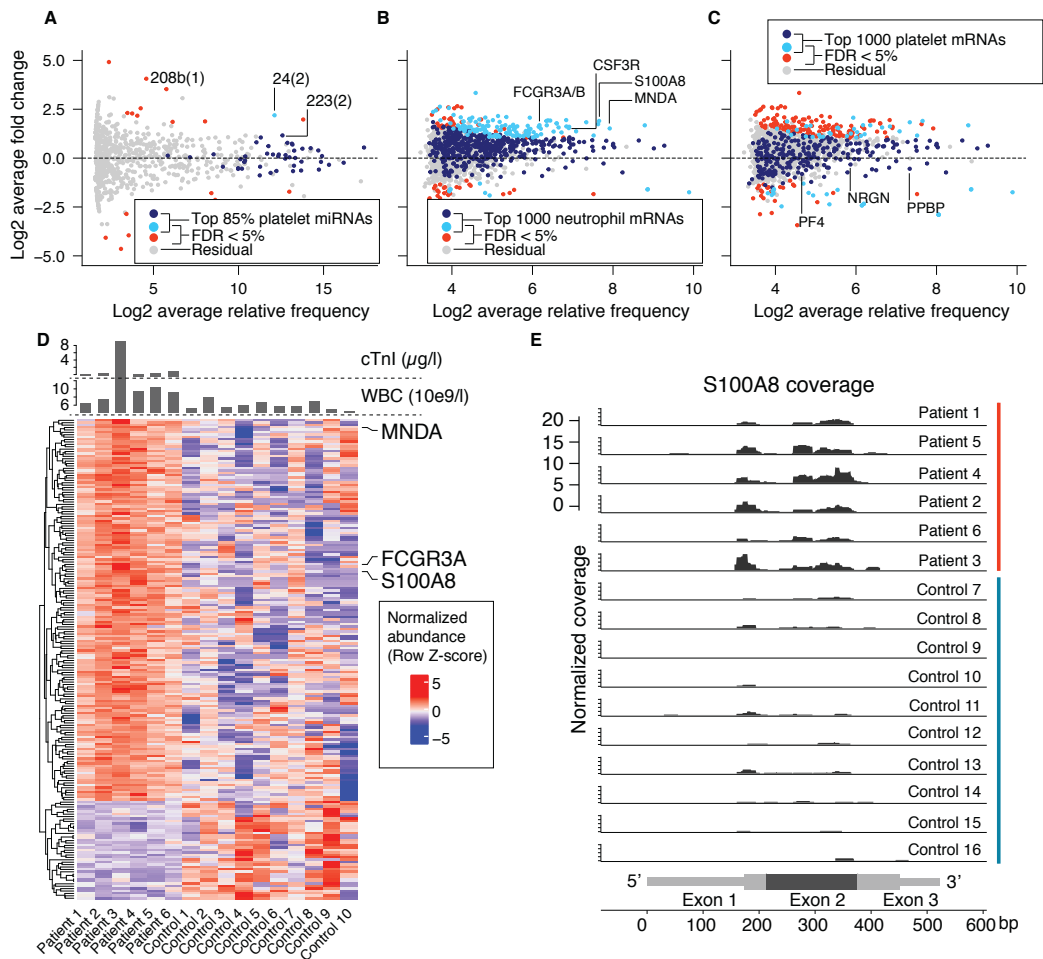 A
B
C
Log2 average fold change
5.0
2.5
0.0
−2.5
−5.0
208b(1)
24(2)
223(2)
Top 85% platelet miRNAs
FDR < 5%
Residual
5
10
15
Log2 average relative frequency
CSF3R
S100A8
FCGR3A/B
MNDA
Top 1000 neutrophil mRNAs
FDR < 5%
Residual
4
6
8
10
Log2 average relative frequency
Top 1000 platelet mRNAs
FDR < 5%
Residual
NRGN
PPBP
PF4
4
6
8
10
Log2 average relative frequency
D
8
4
cTnI (µg/l)
10
6
WBC (10e9/l)
MNDA
FCGR3A
S100A8
Normalized
abundance
(Row Z-score)
5
0
−5
Patient 1
Patient 2
Patient 3
Patient 4
Patient 5
Patient 6
Control 1
Control 2
Control 3
Control 4
Control 5
Control 6
Control 7
Control 8
Control 9
Control 10
E
S100A8 coverage
Normalized coverage
20
15
10
5
0
Patient 1
Patient 5
Patient 4
Patient 2
Patient 6
Patient 3
Control 7
Control 8
Control 9
Control 10
Control 11
Control 12
Control 13
Control 14
Control 15
Control 16
5’
3’
Exon 1
Exon 2
Exon 3
0
100
200
300
400
500
600 bp